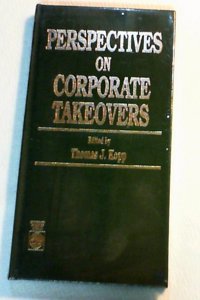 PERSPECTIVES
ON
CORPORATE
TAKEOVERS
Edited by
Thomas J. Kopp